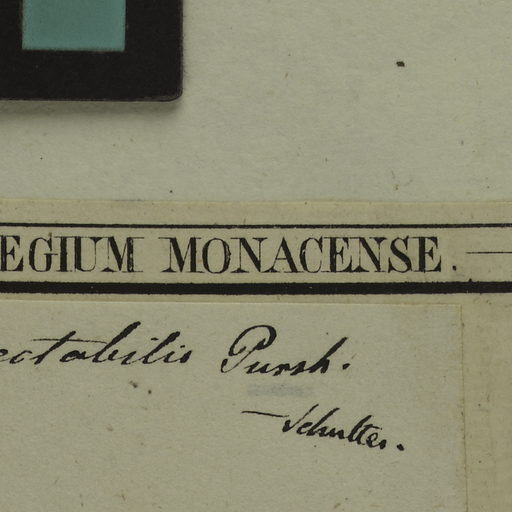 EGIUM MONACENSE.
ectabilis Pursh.
— Schultes.